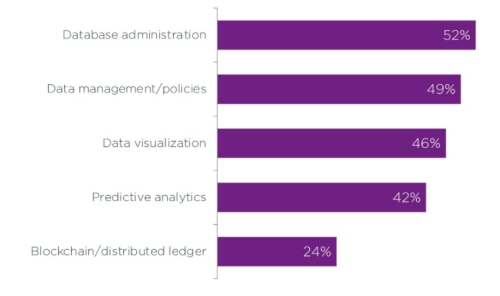 Database administration 52%
Data management/policies 49%
Data visualization 46%
Predictive analytics 42%
Blockchain/distributed ledger 24%